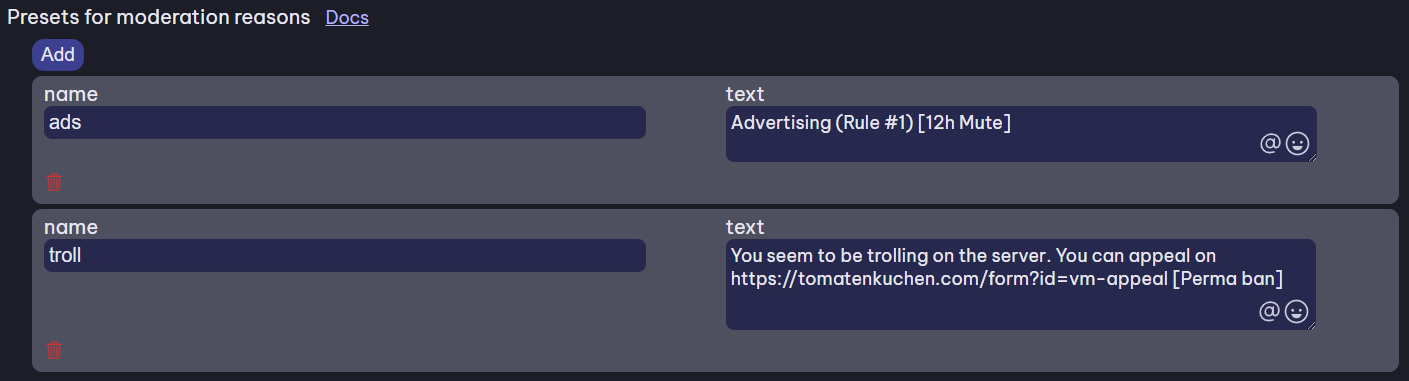 Presets for moderation reasons Docs
Add
name text
ads Advertising (Rule #1) [12h Mute]
name text
troll You seem to be trolling on the server. You can appeal on
https://tomatenkuchen.com/form?id=vm-appeal [Perma ban]